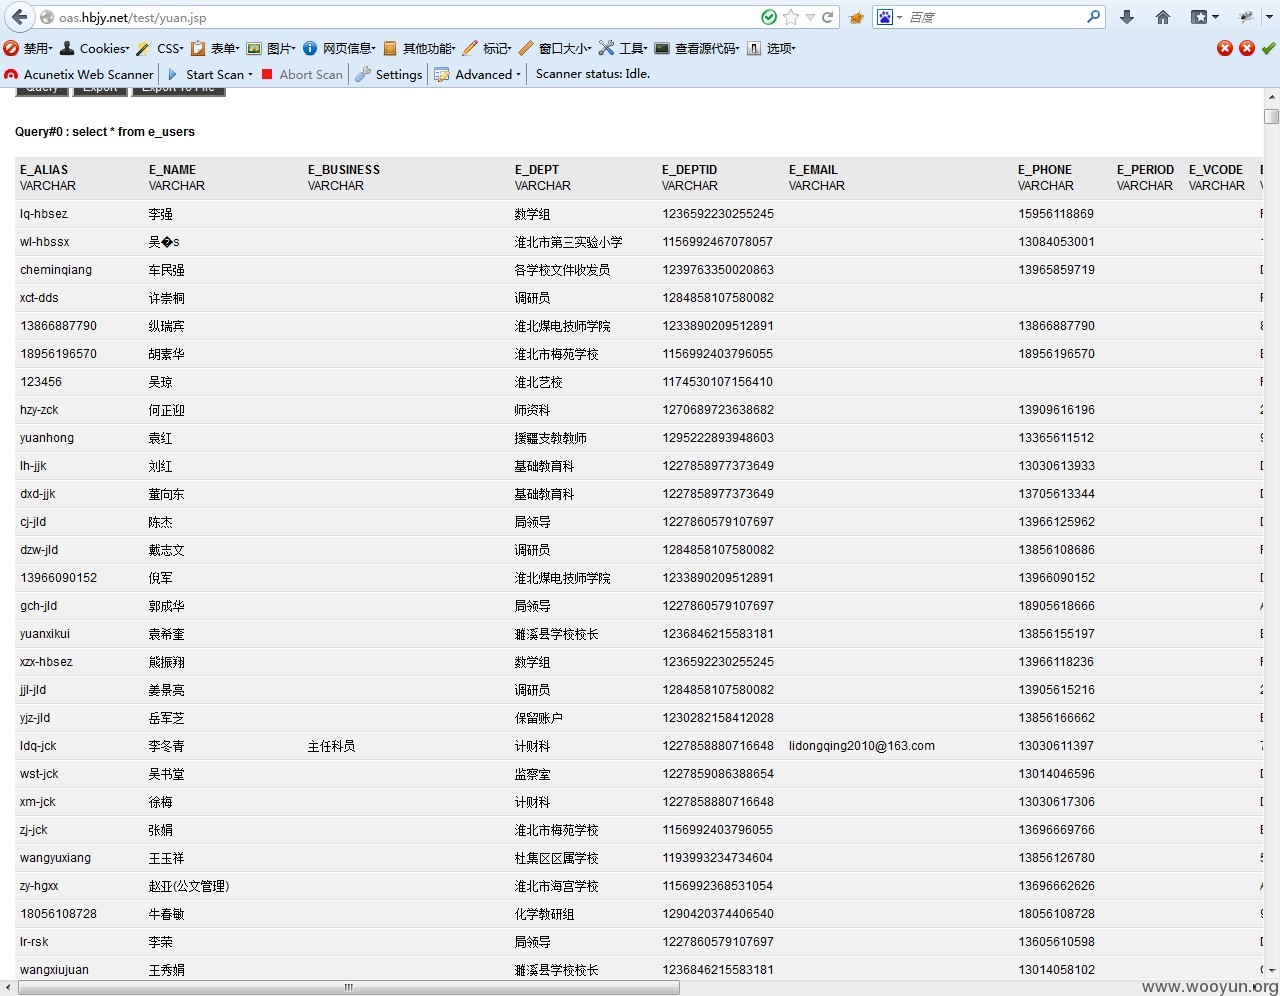 oas.hbjy.net/test/yuan.jsp 百度
禁用 Cookies CSS 表单 图片 网页信息 其他功能 标记 窗口大小 工具 查看源代码 选项
Acunetix Web Scanner Start Scan Abort Scan Settings Advanced Scanner status: Idle.
Query Export Export To File
Query#0 : select * from e_users
E_ALIAS E_NAME E_BUSINESS E_DEPT E_DEPTID E_EMAIL E_PHONE E_PERIOD E_VCODE
VARCHAR VARCHAR VARCHAR VARCHAR VARCHAR VARCHAR VARCHAR VARCHAR VARCHAR
lq-hbsez 李强 数学组 1236592230255245 15956118869
wl-hbssx 吴�s 淮北市第三实验小学 1156992467078057 13084053001
cheminqiang 车民强 各学校文件收发员 1239763350020863 13965859719
xct-dds 许崇桐 调研员 1284858107580082
13866887790 纵瑞宾 淮北煤电技师学院 1233890209512891 13866887790
18956196570 胡素华 淮北市梅苑学校 1156992403796055 18956196570
123456 吴琼 淮北艺校 1174530107156410
hzy-zck 何正迎 师资科 1270689723638682 13909616196
yuanhong 袁红 援疆支教教师 1295222893948603 13365611512
lh-jjk 刘红 基础教育科 1227858977373649 13030613933
dxd-jjk 董向东 基础教育科 1227858977373649 13705613344
cj-jld 陈杰 局领导 1227860579107697 13966125962
dzw-jld 戴志文 调研员 1284858107580082 13856108686
13966090152 倪军 淮北煤电技师学院 1233890209512891 13966090152
gch-jld 郭成华 局领导 1227860579107697 18905618666
yuanxikui 袁希奎 濉溪县学校校长 1236846215583181 13856155197
xzx-hbsez 熊振翔 数学组 1236592230255245 13966118236
jjl-jld 姜景亮 调研员 1284858107580082 13905615216
yjz-jld 岳军芝 保留账户 1230282158412028 13856166662
ldq-jck 李冬青 主任科员 计财科 1227858880716648 lidongqing2010@163.com 13030611397
wst-jck 吴书堂 监察室 1227859086388654 13014046596
xm-jck 徐梅 计财科 1227858880716648 13030617306
zj-jck 张娟 淮北市梅苑学校 1156992403796055 13696669766
wangyuxiang 王玉祥 杜集区区属学校 1193993234734604 13856126780
zy-hgxx 赵亚(公文管理) 淮北市海宫学校 1156992368531054 13696662626
18056108728 牛春敏 化学教研组 1290420374406540 18056108728
lr-rsk 李荣 局领导 1227860579107697 13605610598
wangxiujuan 王秀娟 濉溪县学校校长 1236846215583181 13014058102
www.wooyun.org